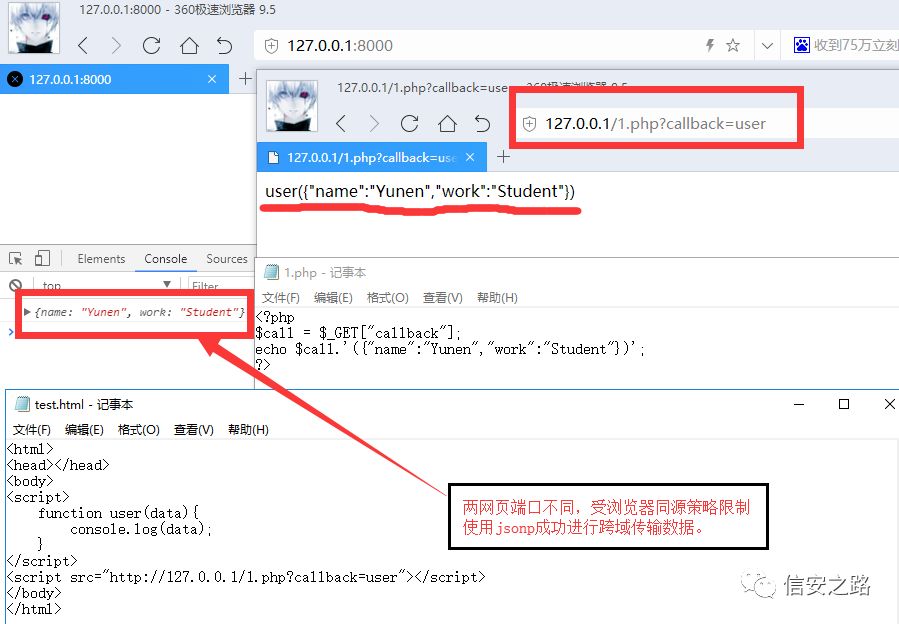 127.0.0.1:8000 - 360极速浏览器 9.5
127.0.0.1:8000
收到75万立刻
127.0.0.1:8000
127.0.0.1/1.php?callback=use - 360极速浏览器 9.5
127.0.0.1/1.php?callback=user
127.0.0.1/1.php?callback=use
user({"name":"Yunen","work":"Student"})
Elements Console Sources
top Filter
{name: "Yunen", work: "Student"}
1.php - 记事本
文件(F) 编辑(E) 格式(O) 查看(V) 帮助(H)
<?php
$call = $_GET["callback"];
echo $call.'({"name":"Yunen","work":"Student"})';
?>
test.html - 记事本
文件(F) 编辑(E) 格式(O) 查看(V) 帮助(H)
<html>
<head></head>
<body>
<script>
function user(data){
console.log(data);
}
</script>
<script src="http://127.0.0.1/1.php?callback=user"></script>
</body>
</html>
两网页端口不同，受浏览器同源策略限制
使用jsonp成功进行跨域传输数据。
信安之路